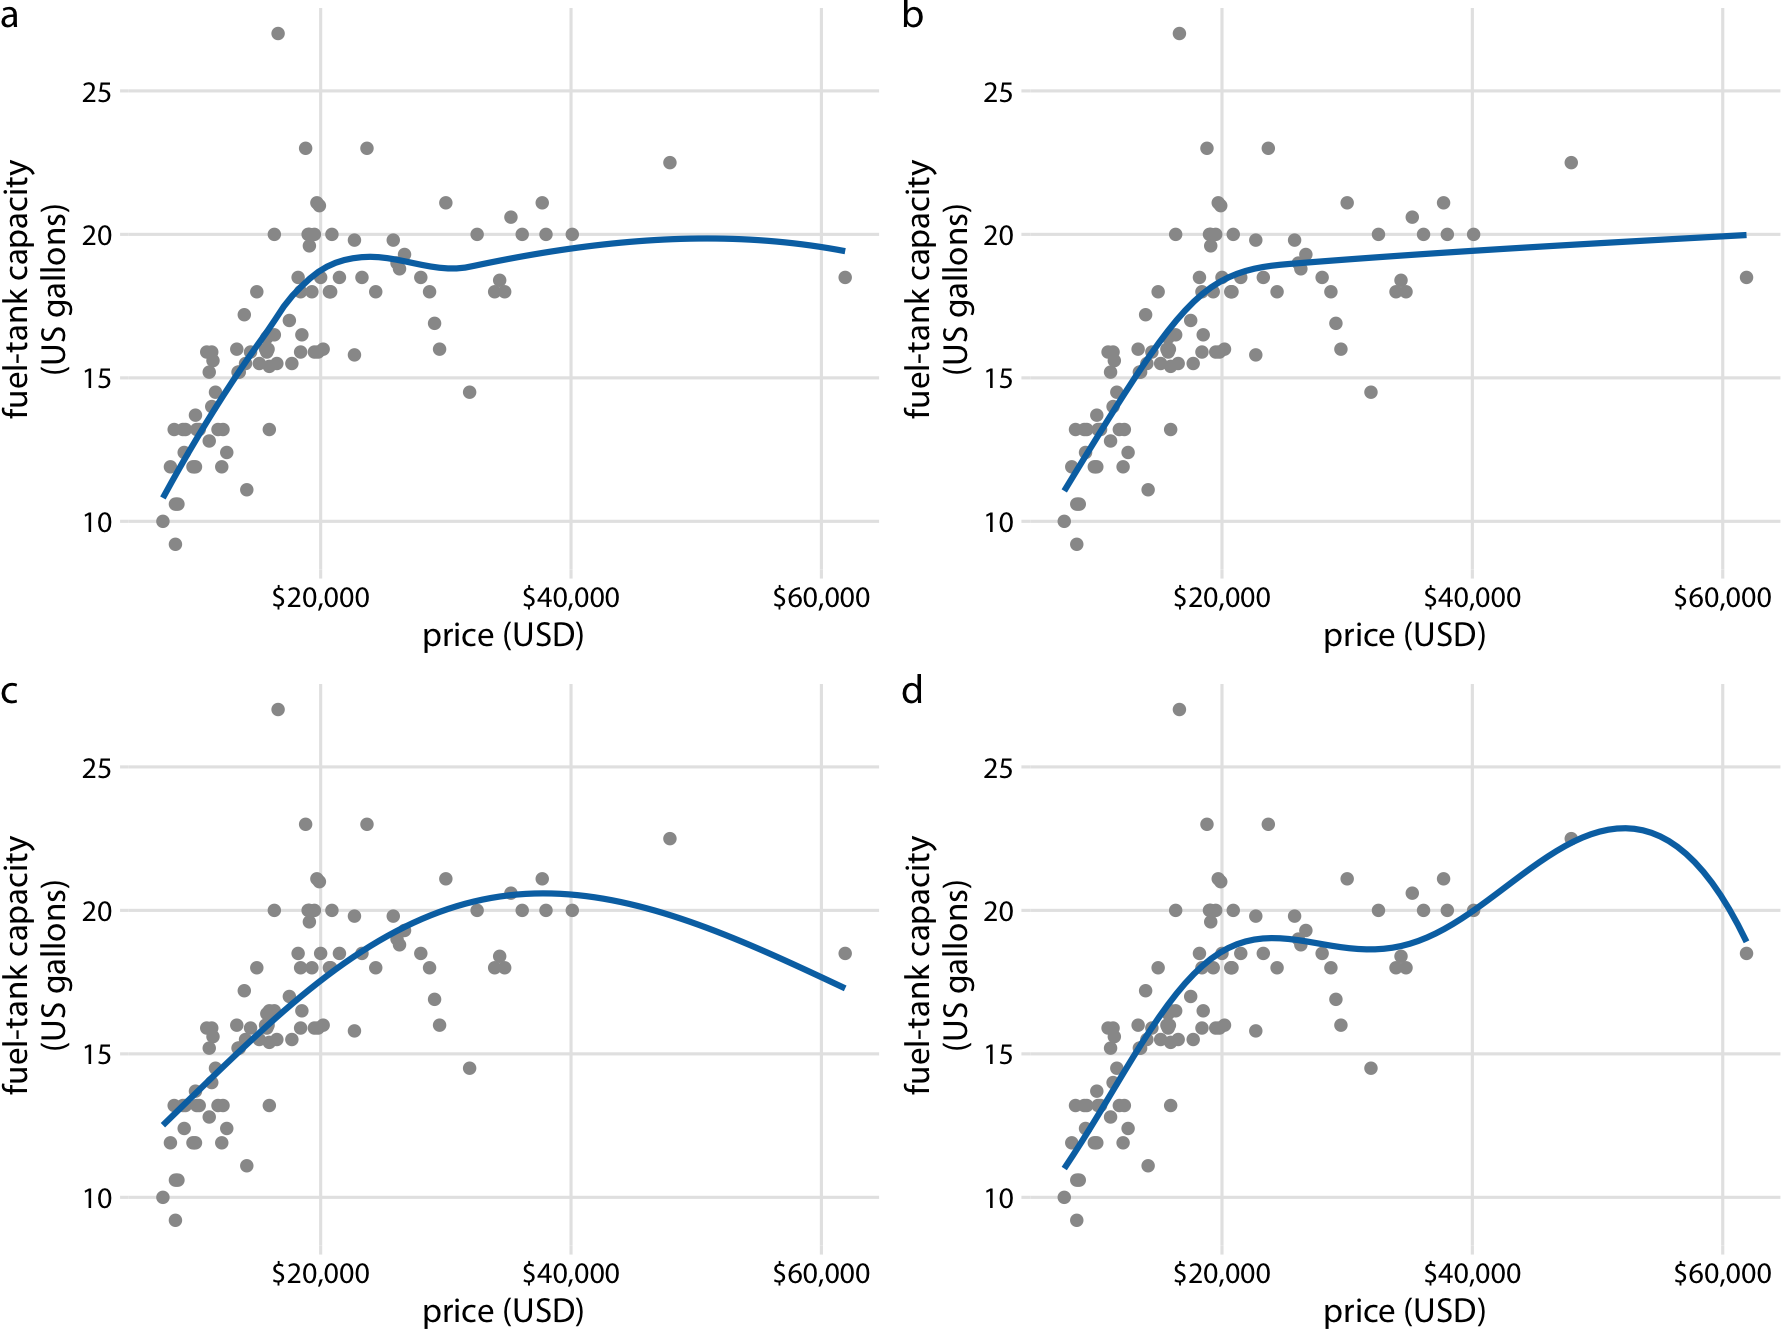 a
25
20
15
10
fuel-tank capacity
(US gallons)
$20,000 $40,000 $60,000
price (USD)
b
25
20
15
10
fuel-tank capacity
(US gallons)
$20,000 $40,000 $60,000
price (USD)
c
25
20
15
10
fuel-tank capacity
(US gallons)
$20,000 $40,000 $60,000
price (USD)
d
25
20
15
10
fuel-tank capacity
(US gallons)
$20,000 $40,000 $60,000
price (USD)